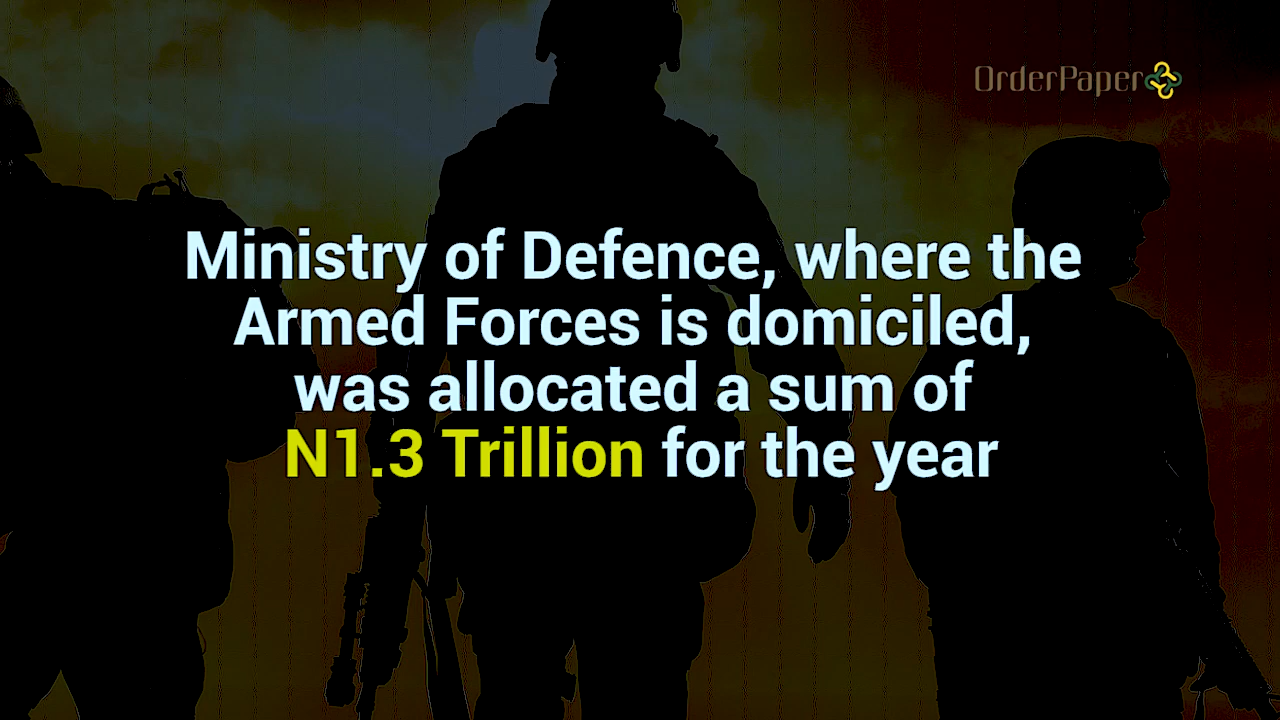 OrderPaper
Ministry of Defence, where the
Armed Forces is domiciled,
was allocated a sum of
N1.3 Trillion for the year